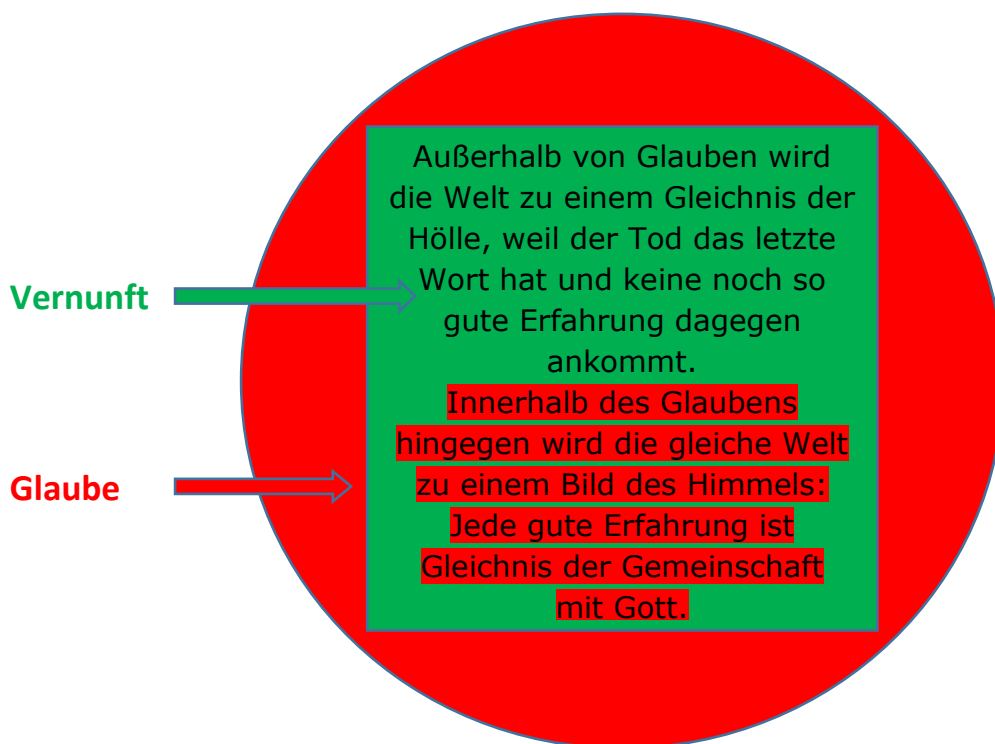 Außerhalb von Glauben wird
die Welt zu einem Gleichnis der
Hölle, weil der Tod das letzte
Wort hat und keine noch so
gute Erfahrung dagegen
ankommt.
Innerhalb des Glaubens
hingegen wird die gleiche Welt
zu einem Bild des Himmels:
Jede gute Erfahrung ist
Gleichnis der Gemeinschaft
mit Gott.
Vernunft
Glaube